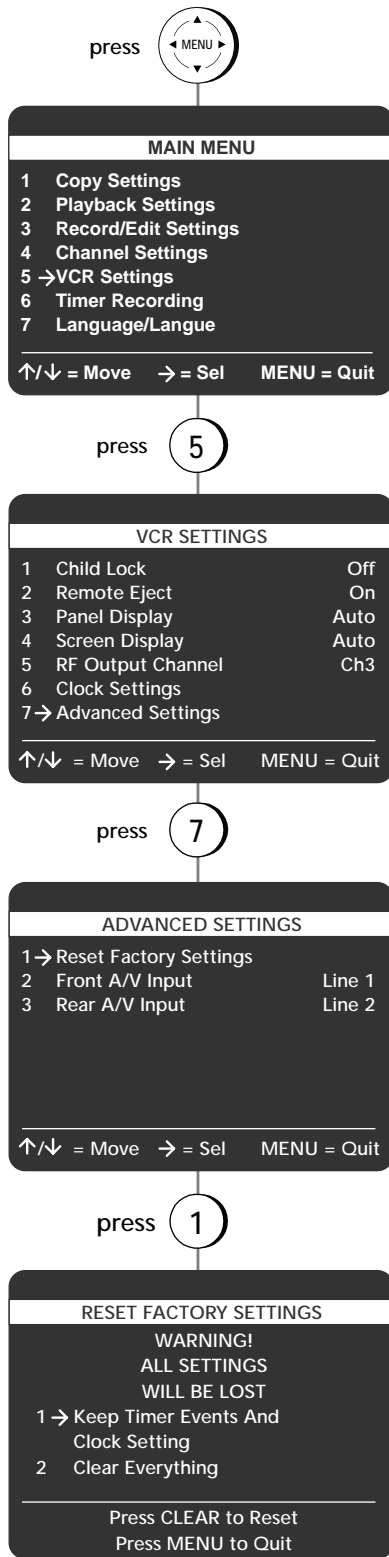 press MENU
MAIN MENU
1 Copy Settings
2 Playback Settings
3 Record/Edit Settings
4 Channel Settings
5 →VCR Settings
6 Timer Recording
7 Language/Langue
↑/↓ = Move → = Sel MENU = Quit
press 5
VCR SETTINGS
1 Child Lock Off
2 Remote Eject On
3 Panel Display Auto
4 Screen Display Auto
5 RF Output Channel Ch3
6 Clock Settings
7→ Advanced Settings
↑/↓ = Move → = Sel MENU = Quit
press 7
ADVANCED SETTINGS
1→ Reset Factory Settings
2 Front A/V Input Line 1
3 Rear A/V Input Line 2
↑/↓ = Move → = Sel MENU = Quit
press 1
RESET FACTORY SETTINGS
WARNING!
ALL SETTINGS
WILL BE LOST
1 → Keep Timer Events And
Clock Setting
2 Clear Everything
Press CLEAR to Reset
Press MENU to Quit